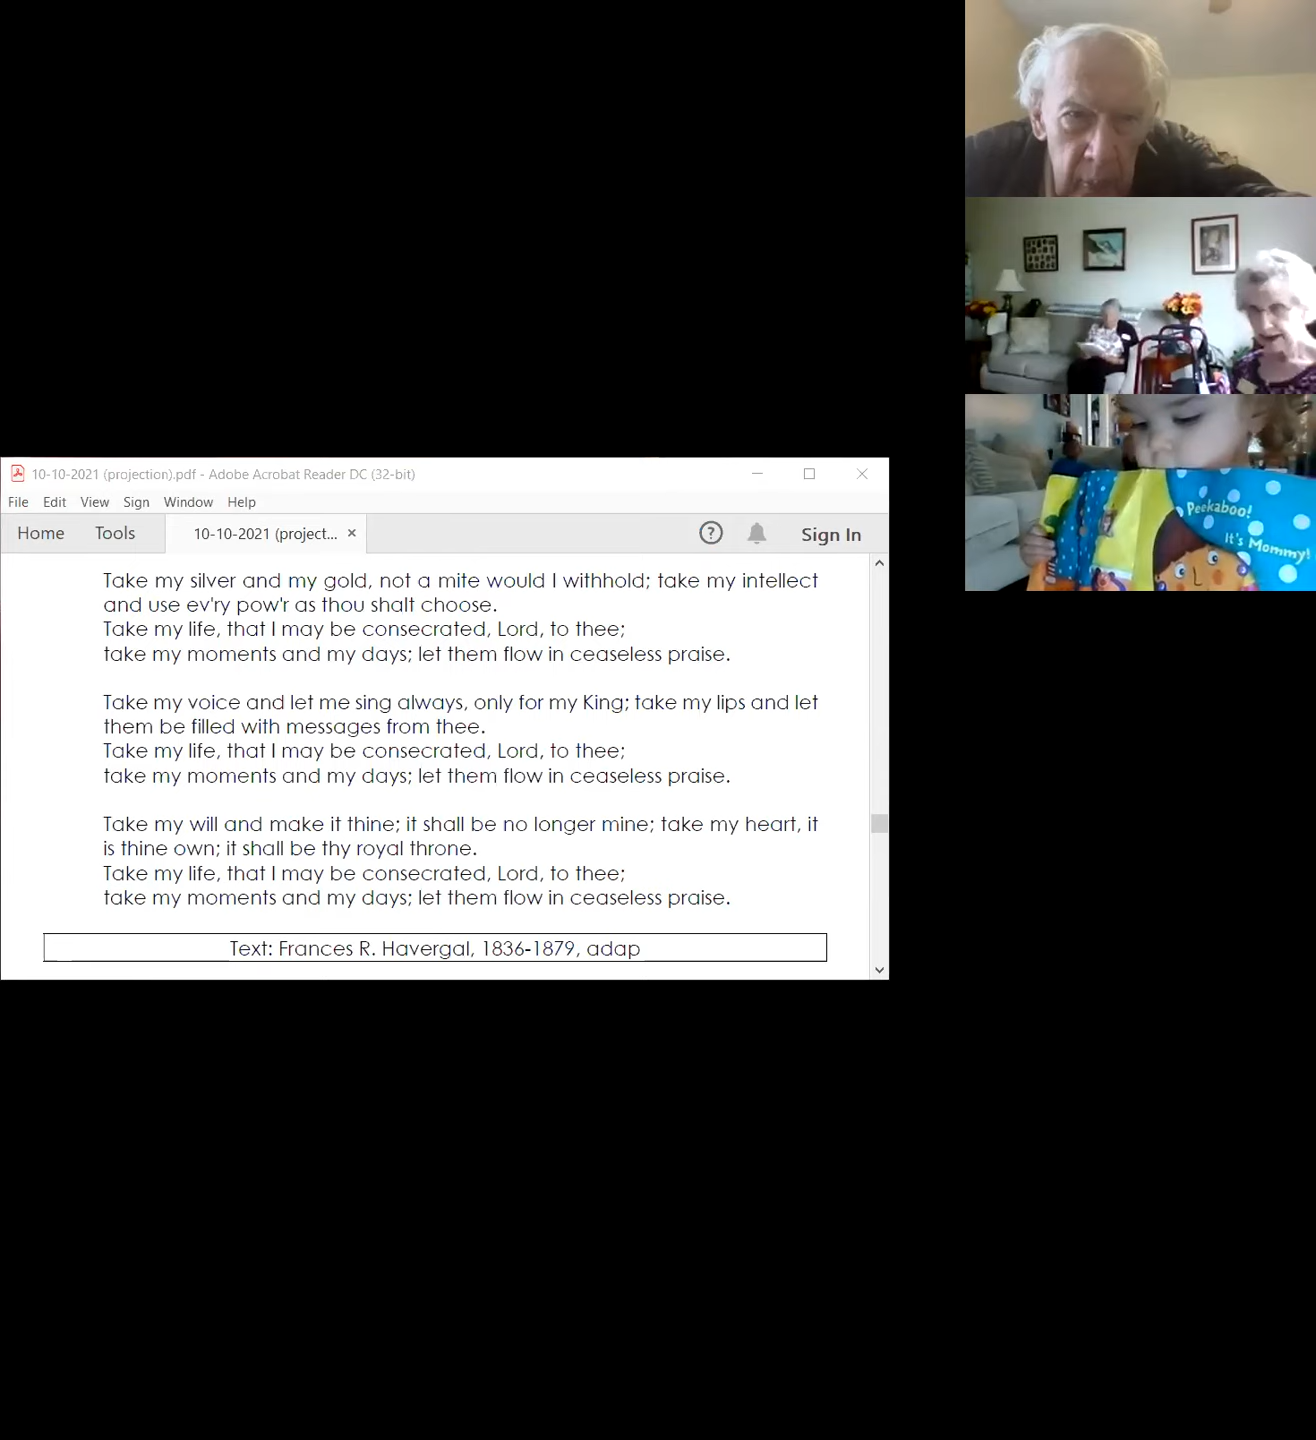 10-10-2021 (projection).pdf - Adobe Acrobat Reader DC (32-bit)
File Edit View Sign Window Help
Home Tools 10-10-2021 (project... × ? Sign In
Take my silver and my gold, not a mite would I withhold; take my intellect
and use ev'ry pow'r as thou shalt choose.
Take my life, that I may be consecrated, Lord, to thee;
take my moments and my days; let them flow in ceaseless praise.
Take my voice and let me sing always, only for my King; take my lips and let
them be filled with messages from thee.
Take my life, that I may be consecrated, Lord, to thee;
take my moments and my days; let them flow in ceaseless praise.
Take my will and make it thine; it shall be no longer mine; take my heart, it
is thine own; it shall be thy royal throne.
Take my life, that I may be consecrated, Lord, to thee;
take my moments and my days; let them flow in ceaseless praise.
Text: Frances R. Havergal, 1836-1879, adap
Peekaboo!
It's Mommy!